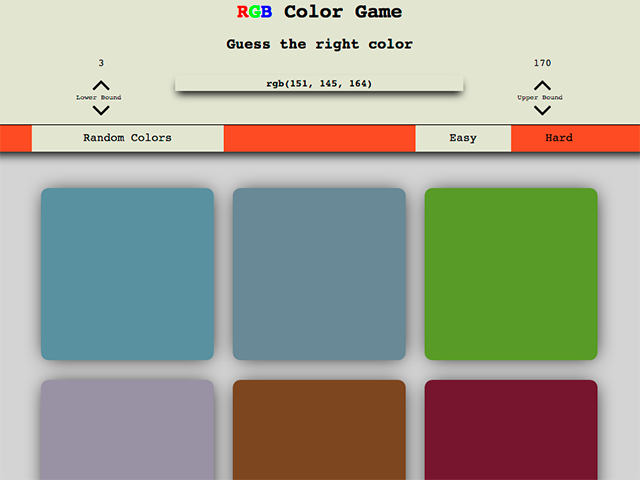 RGB Color Game
Guess the right color
3
170
rgb(151, 145, 164)
Lower Bound
Upper Bound
Random Colors
Easy
Hard